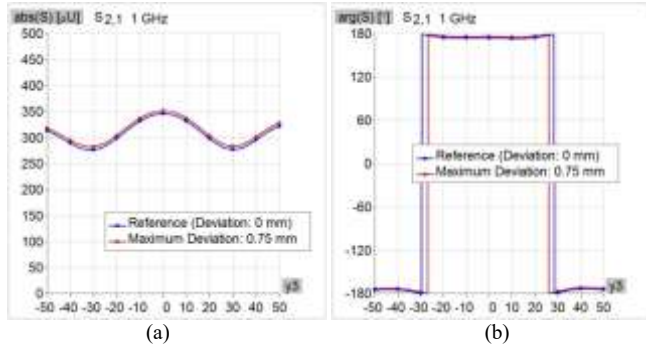 abs(S) [μU] S2,1 1 GHz
500
450
400
350
300
250
200
150
100
50
0
Reference (Deviation: 0 mm)
Maximum Deviation: 0.75 mm
y3
-50 -40 -30 -20 -10 0 10 20 30 40 50
(a)
arg(S) [°] S2,1 1 GHz
180
120
60
0
-60
-120
-180
Reference (Deviation: 0 mm)
Maximum Deviation: 0.75 mm
y3
-50 -40 -30 -20 -10 0 10 20 30 40 50
(b)